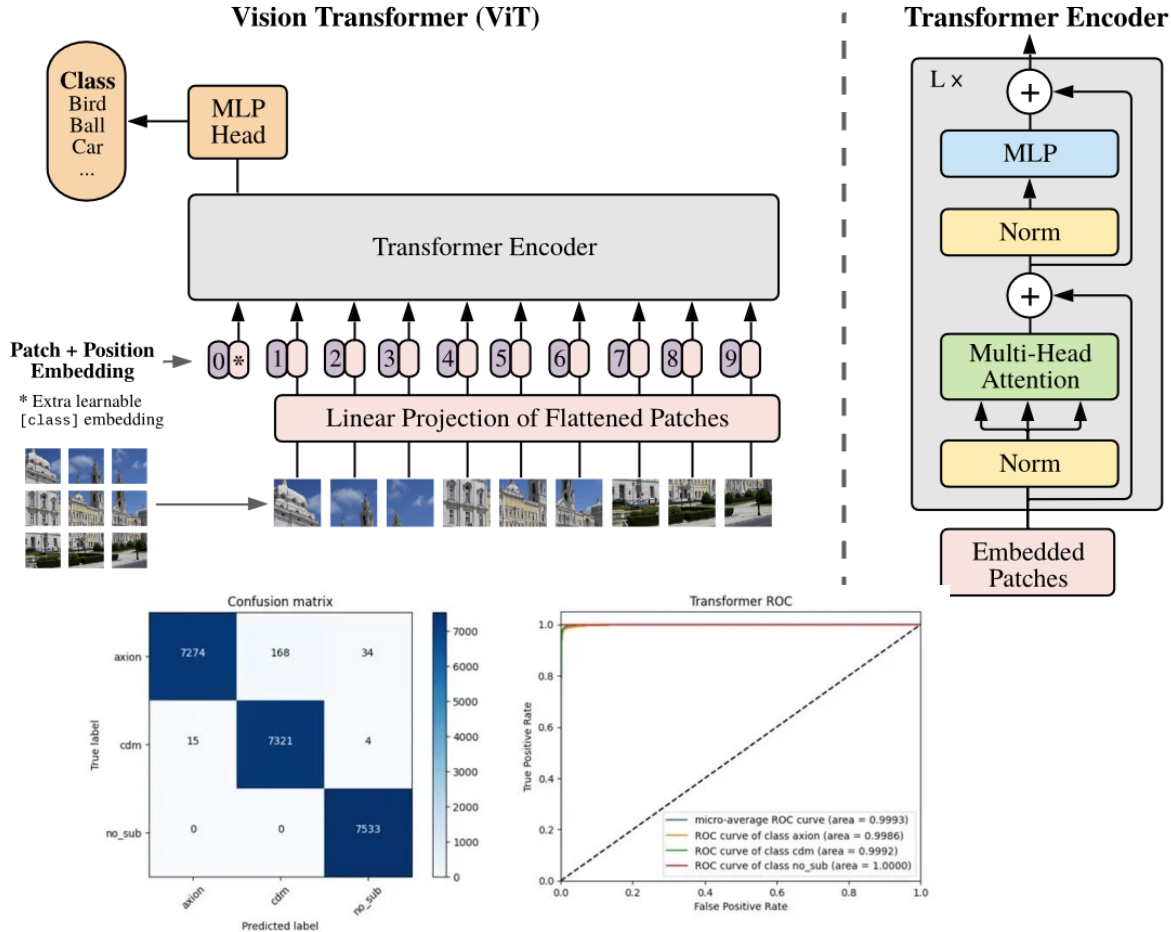 Vision Transformer (ViT)
Class
Bird
Ball
Car
...
MLP
Head
Transformer Encoder
Patch + Position
Embedding
0 * 1 2 3 4 5 6 7 8 9
* Extra learnable
[class] embedding
Linear Projection of Flattened Patches
Transformer Encoder
L ×
+
MLP
Norm
+
Multi-Head
Attention
Norm
Embedded
Patches
Confusion matrix
True label
axion
cdm
no_sub
7274 168 34
15 7321 4
0 0 7533
axion
cdm
no_sub
Predicted label
7000
6000
5000
4000
3000
2000
1000
0
Transformer ROC
True Positive Rate
1.0
0.8
0.6
0.4
0.2
0.0
micro-average ROC curve (area = 0.9993)
ROC curve of class axion (area = 0.9986)
ROC curve of class cdm (area = 0.9992)
ROC curve of class no_sub (area = 1.0000)
0.0 0.2 0.4 0.6 0.8 1.0
False Positive Rate